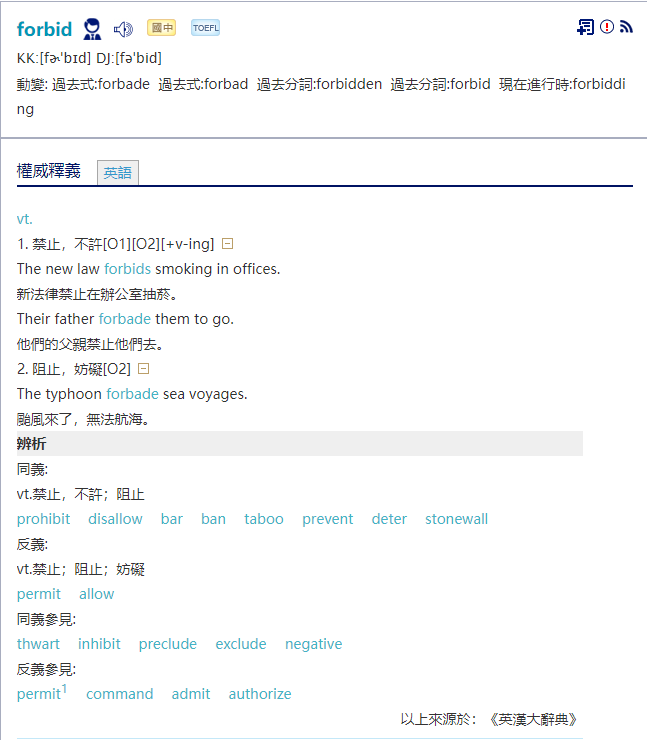 forbid 國中 TOEFL
KK:[fɚˋbɪd] DJ:[fəˋbid]
動變: 過去式:forbade 過去式:forbad 過去分詞:forbidden 過去分詞:forbid 現在進行時:forbiddi
ng
權威釋義 英語
vt.
1. 禁止，不許[O1][O2][+v-ing]
The new law forbids smoking in offices.
新法律禁止在辦公室抽菸。
Their father forbade them to go.
他們的父親禁止他們去。
2. 阻止，妨礙[O2]
The typhoon forbade sea voyages.
颱風來了，無法航海。
辨析
同義:
vt.禁止，不許；阻止
prohibit disallow bar ban taboo prevent deter stonewall
反義:
vt.禁止；阻止；妨礙
permit allow
同義參見:
thwart inhibit preclude exclude negative
反義參見:
permit1 command admit authorize
以上來源於：《英漢大辭典》